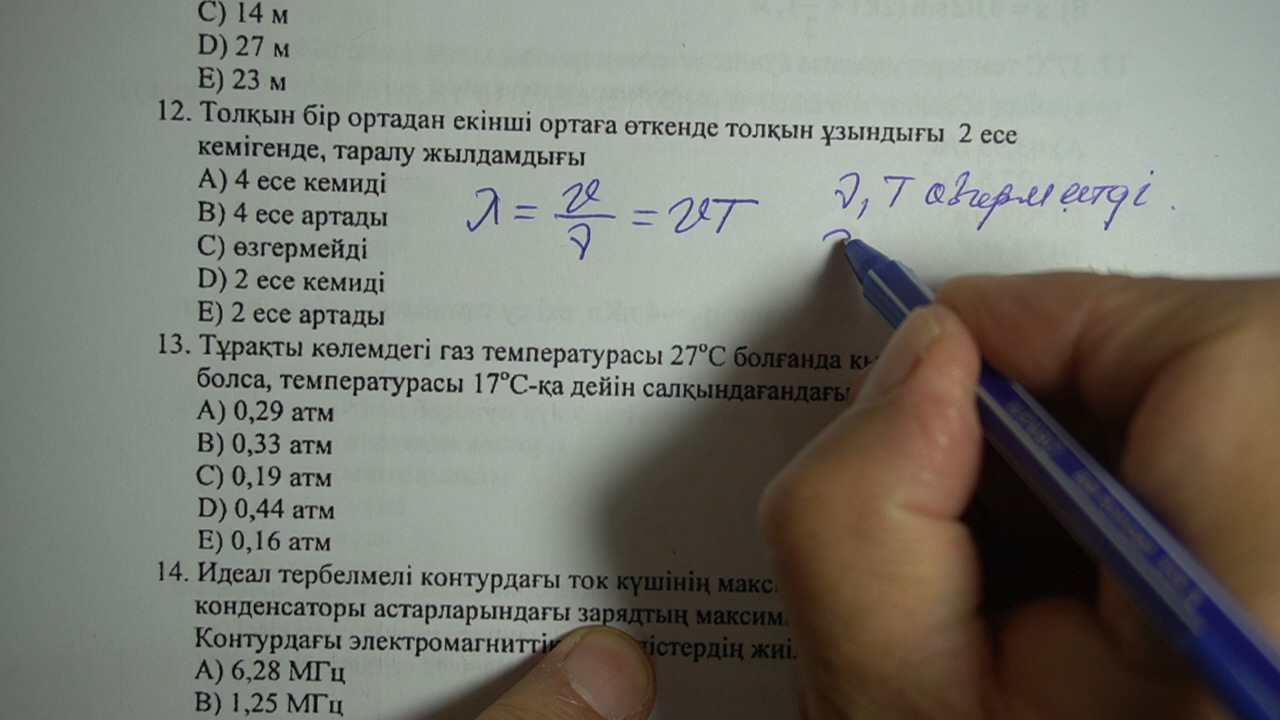 C) 14 м
D) 27 м
E) 23 м
12. Толқын бір ортадан екінші ортаға өткенде толқын ұзындығы 2 есе
кемігенде, таралу жылдамдығы
A) 4 есе кемиді
B) 4 есе артады
C) өзгермейді
D) 2 есе кемиді
E) 2 есе артады
λ = υ/ν = υT
ν, T өзгермейді.
13. Тұрақты көлемдегі газ температурасы 27°С болғанда
болса, температурасы 17°С-қа дейін салқындағандағы
A) 0,29 атм
B) 0,33 атм
C) 0,19 атм
D) 0,44 атм
E) 0,16 атм
14. Идеал тербелмелі контурдағы ток күшінің макс
конденсаторы астарларындағы зарядтың максим
Контурдағы
A) 6,28 МГц
B) 1,25 МГц